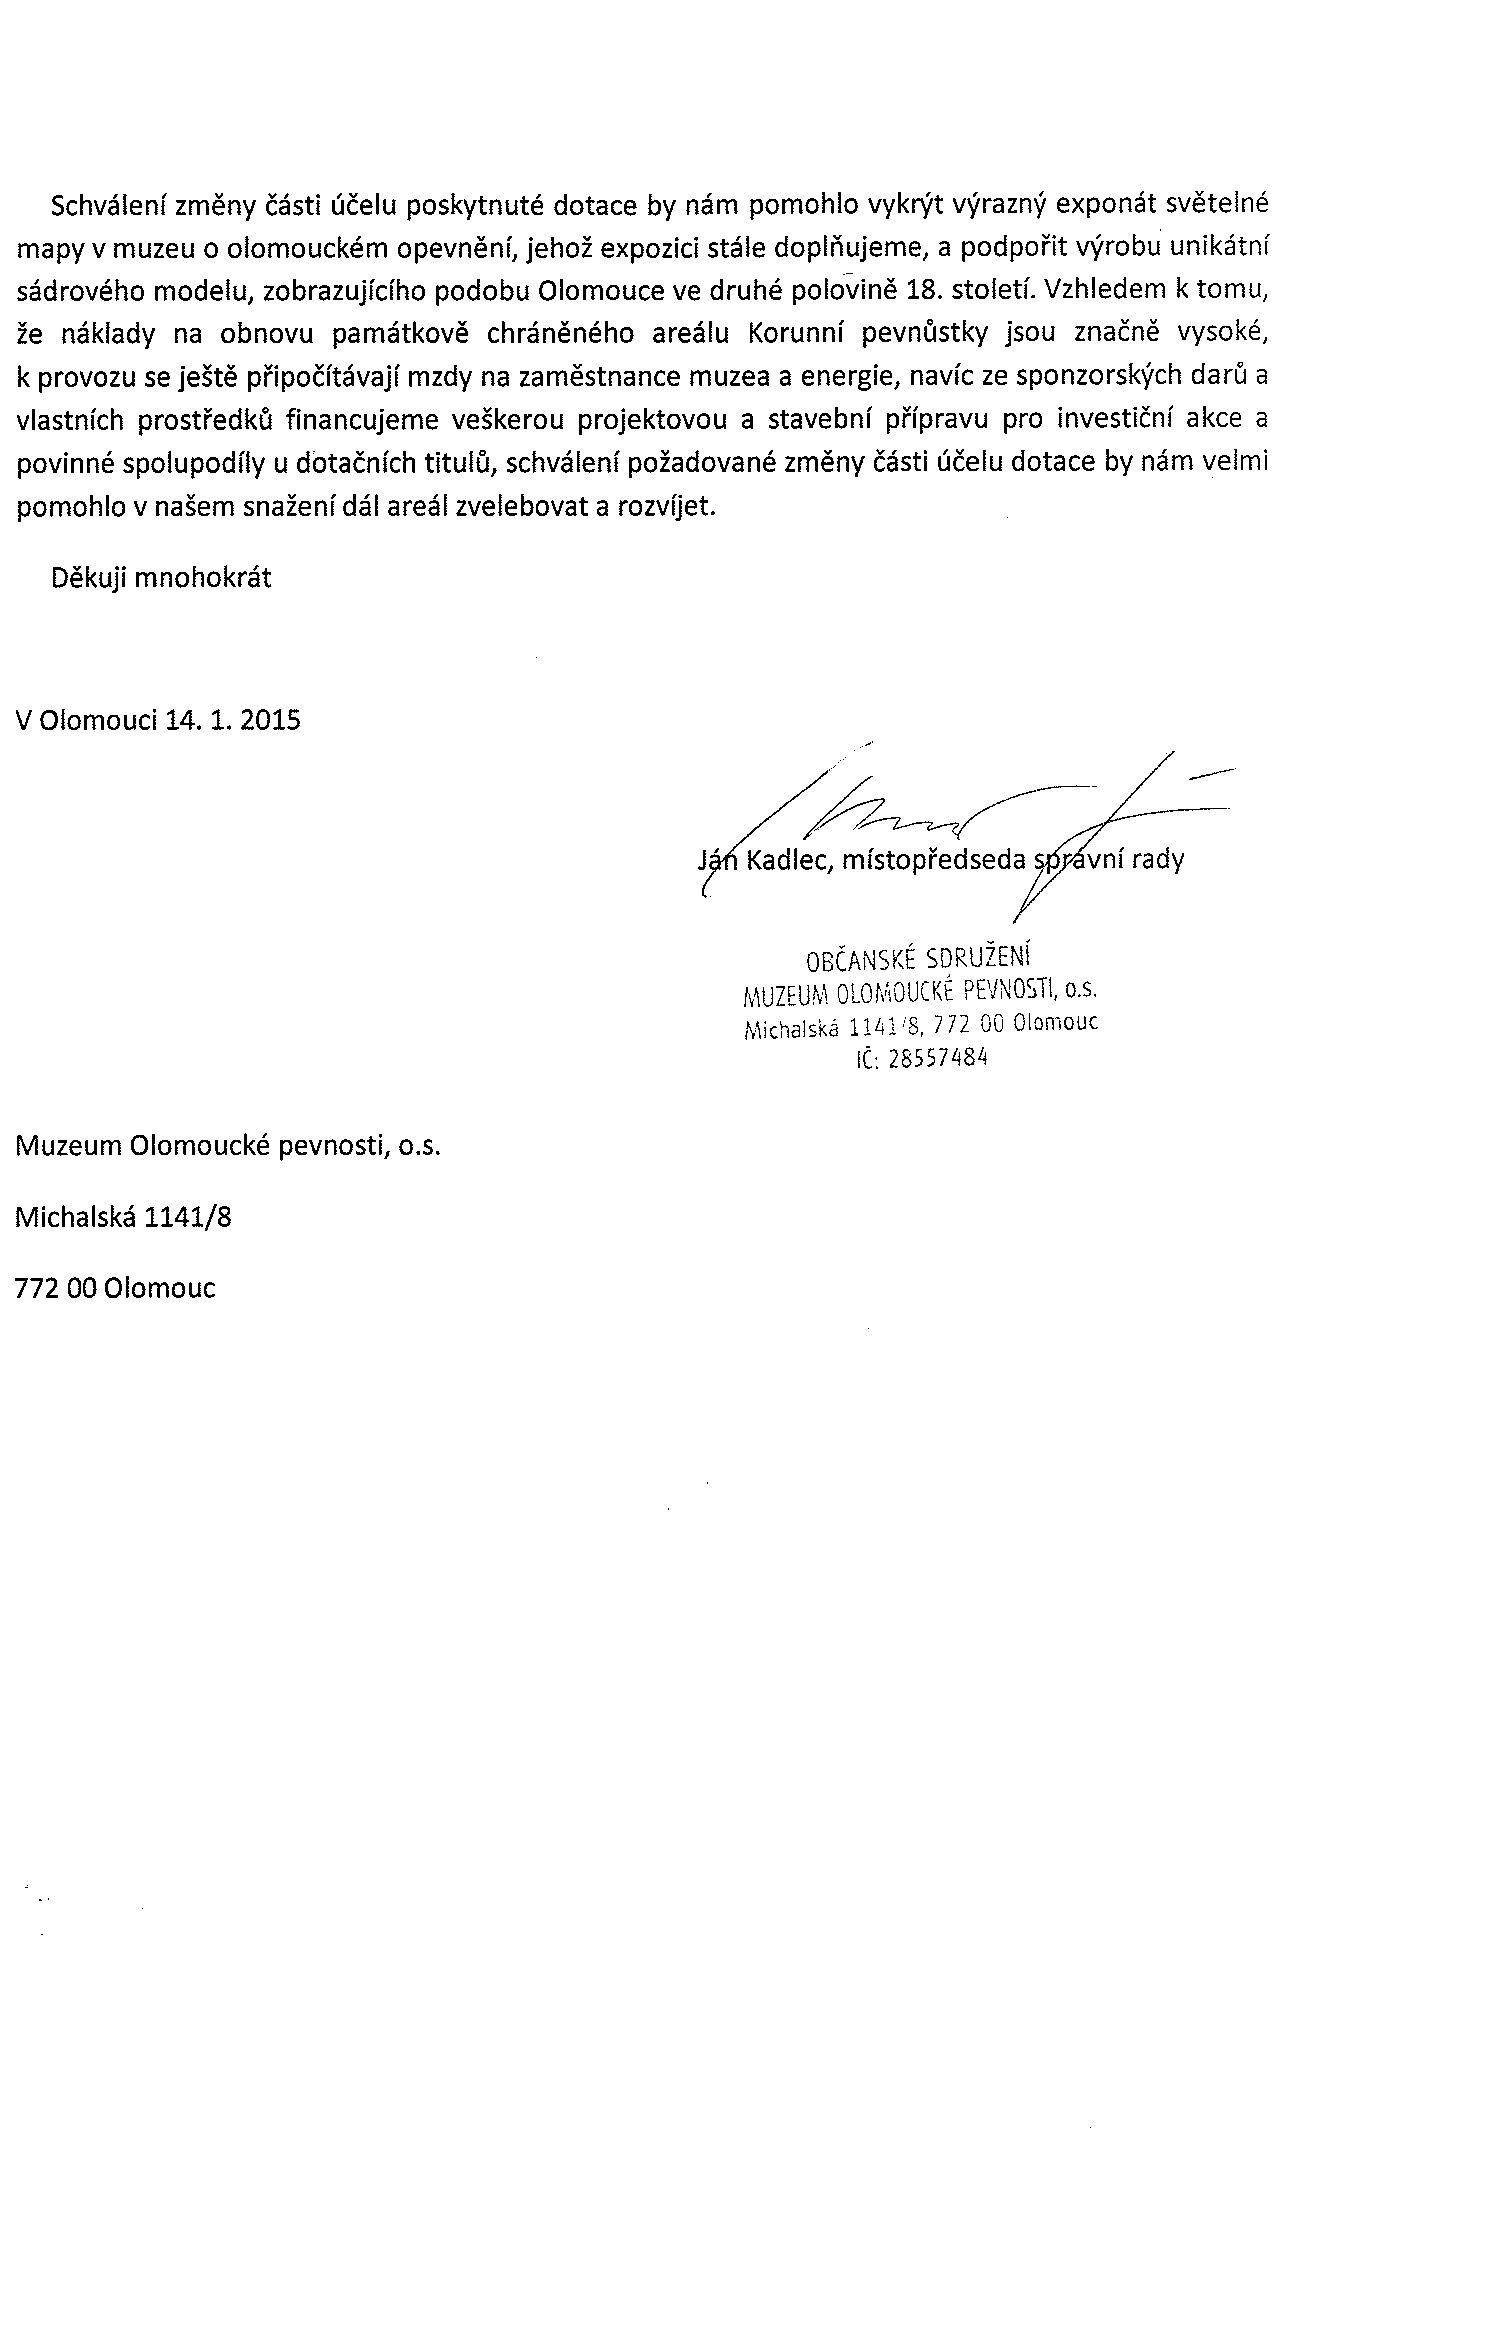 Schválení změny části účelu poskytnuté dotace by nám pomohlo vykrýt výrazný exponát světelné
mapy v muzeu o olomouckém opevnění, jehož expozici stále doplňujeme, a podpořit výrobu unikátní
sádrového modelu, zobrazujícího podobu Olomouce ve druhé polovině 18. století. Vzhledem k tomu,
že náklady na obnovu památkově chráněného areálu Korunní pevnůstky jsou značně vysoké,
k provozu se ještě připočítávají mzdy na zaměstnance muzea a energie, navíc ze sponzorských darů a
vlastních prostředků financujeme veškerou projektovou a stavební přípravu pro investiční akce a
povinné spolupodíly u dotačních titulů, schválení požadované změny části účelu dotace by nám velmi
pomohlo v našem snažení dál areál zvelebovat a rozvíjet.
Děkuji mnohokrát
V Olomouci 14. 1. 2015
Ján Kadlec, místopředseda správní rady
OBČANSKÉ SDRUŽENÍ
MUZEUM OLOMOUCKÉ PEVNOSTI, o.s.
Michalská 1141/8, 772 00 Olomouc
IČ: 28557484
Muzeum Olomoucké pevnosti, o.s.
Michalská 1141/8
772 00 Olomouc